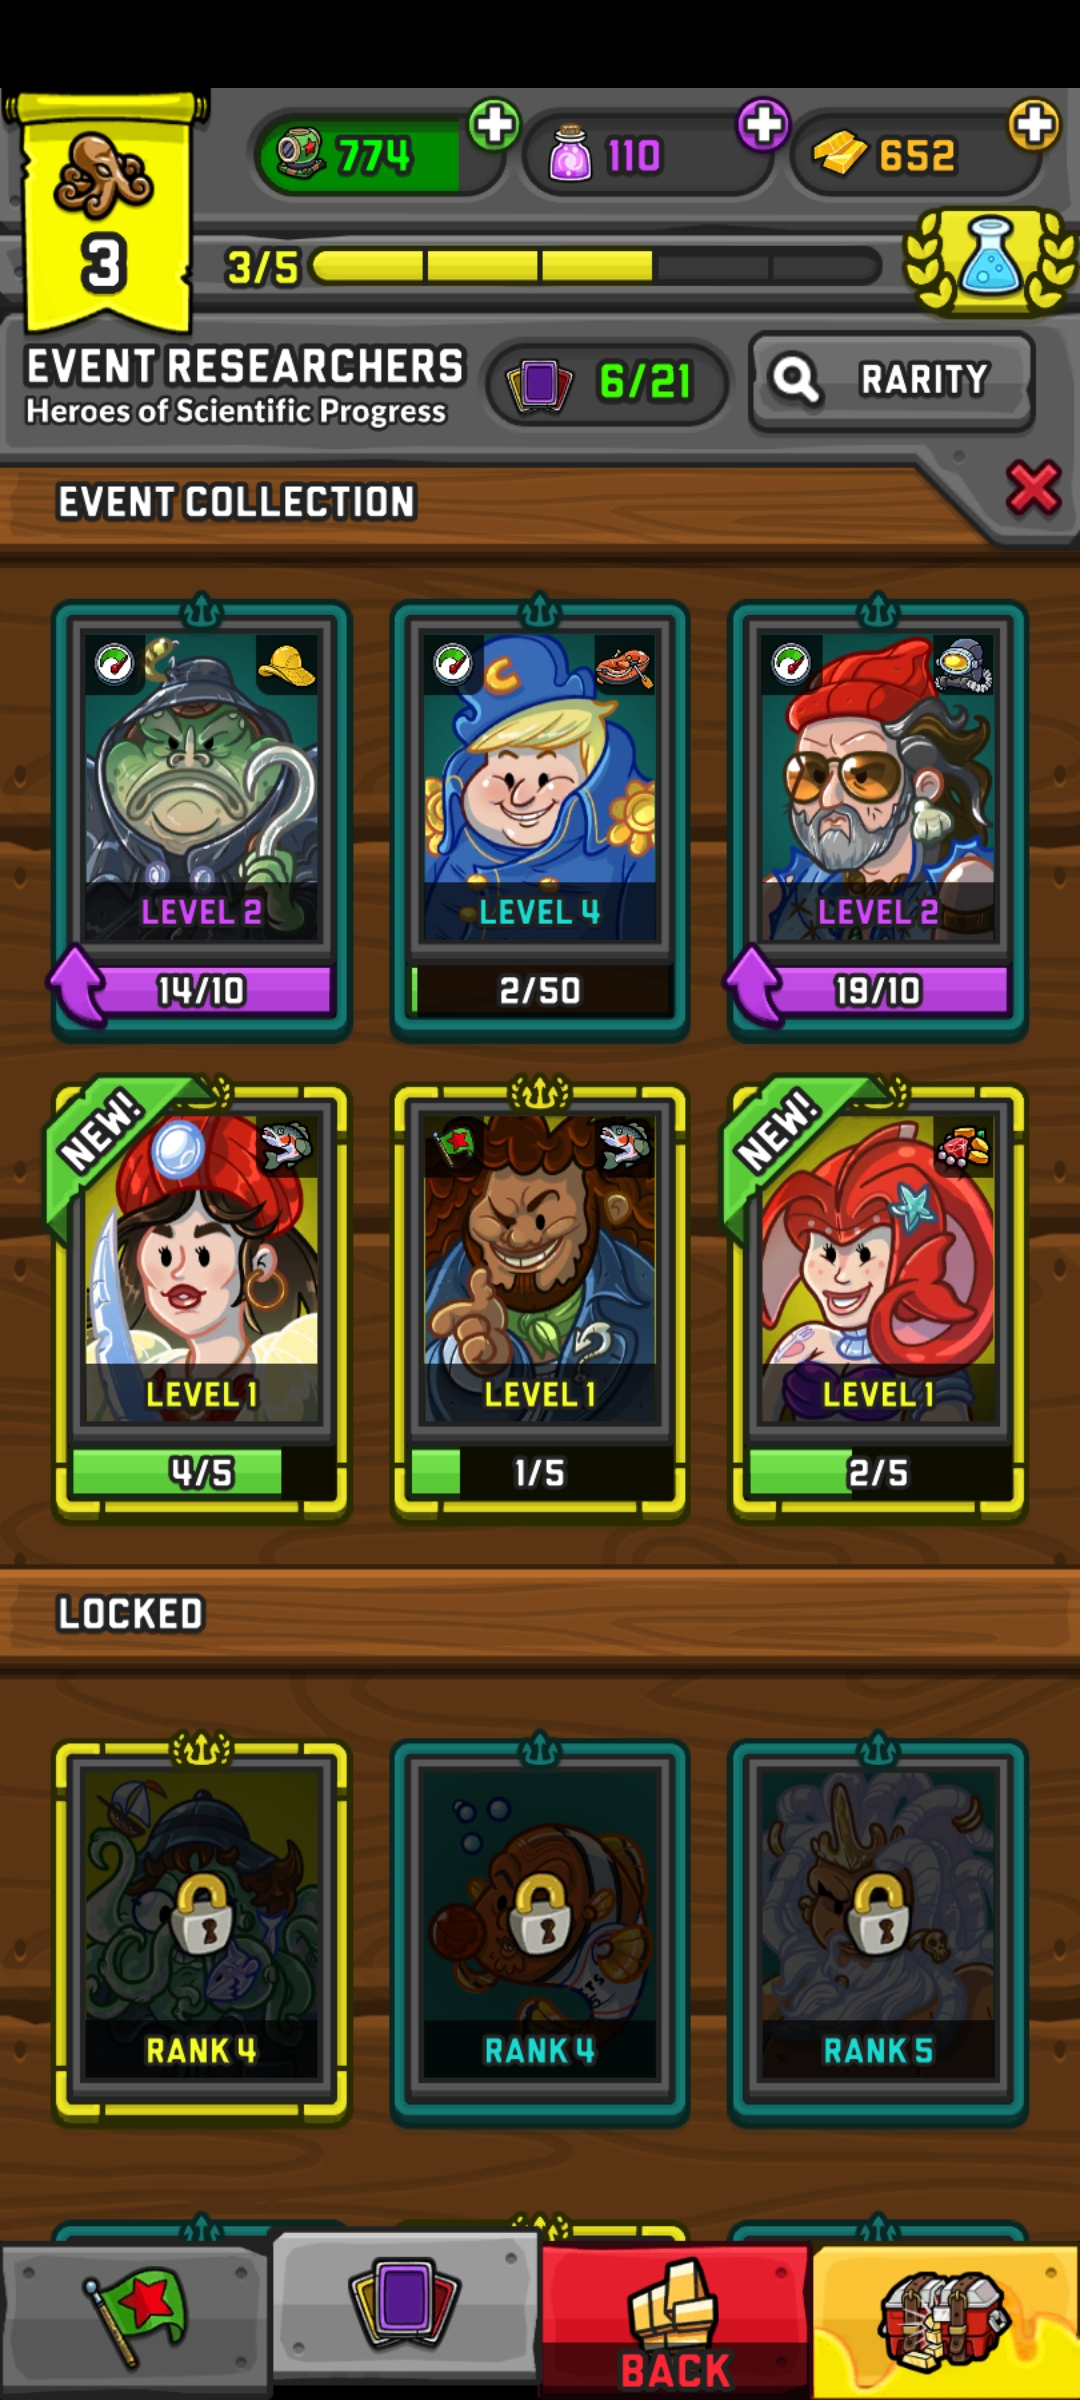 774
110
652
3
3/5
EVENT RESEARCHERS
Heroes of Scientific Progress
6/21
RARITY
EVENT COLLECTION
C
LEVEL 2
LEVEL 4
LEVEL 2
14/10
2/50
19/10
NEW!
NEW!
LEVEL 1
LEVEL 1
LEVEL 1
4/5
1/5
2/5
LOCKED
RANK 4
RANK 4
RANK 5
BACK